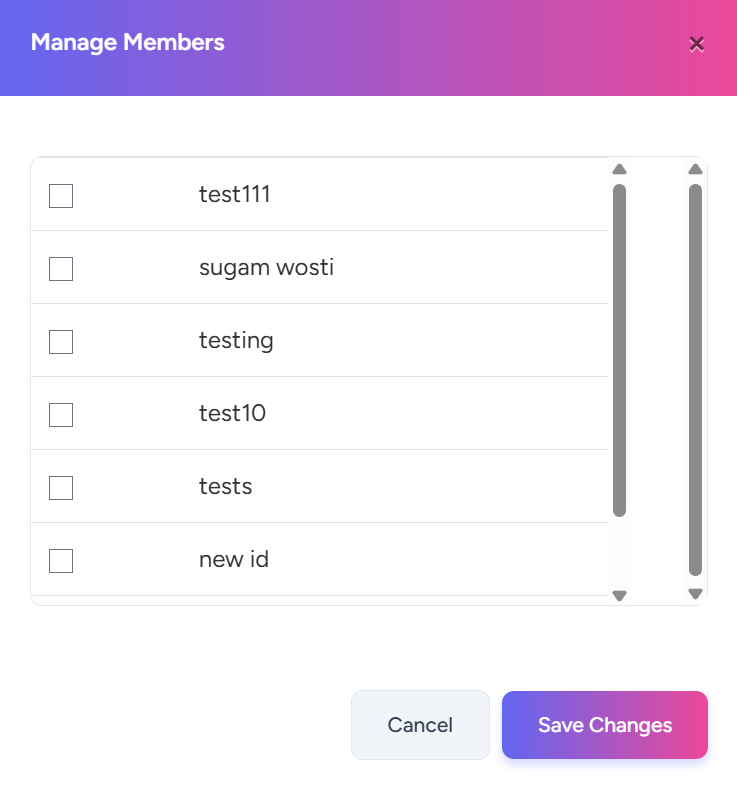 Manage Members
×
test111
sugam wosti
testing
test10
tests
new id
Cancel
Save Changes